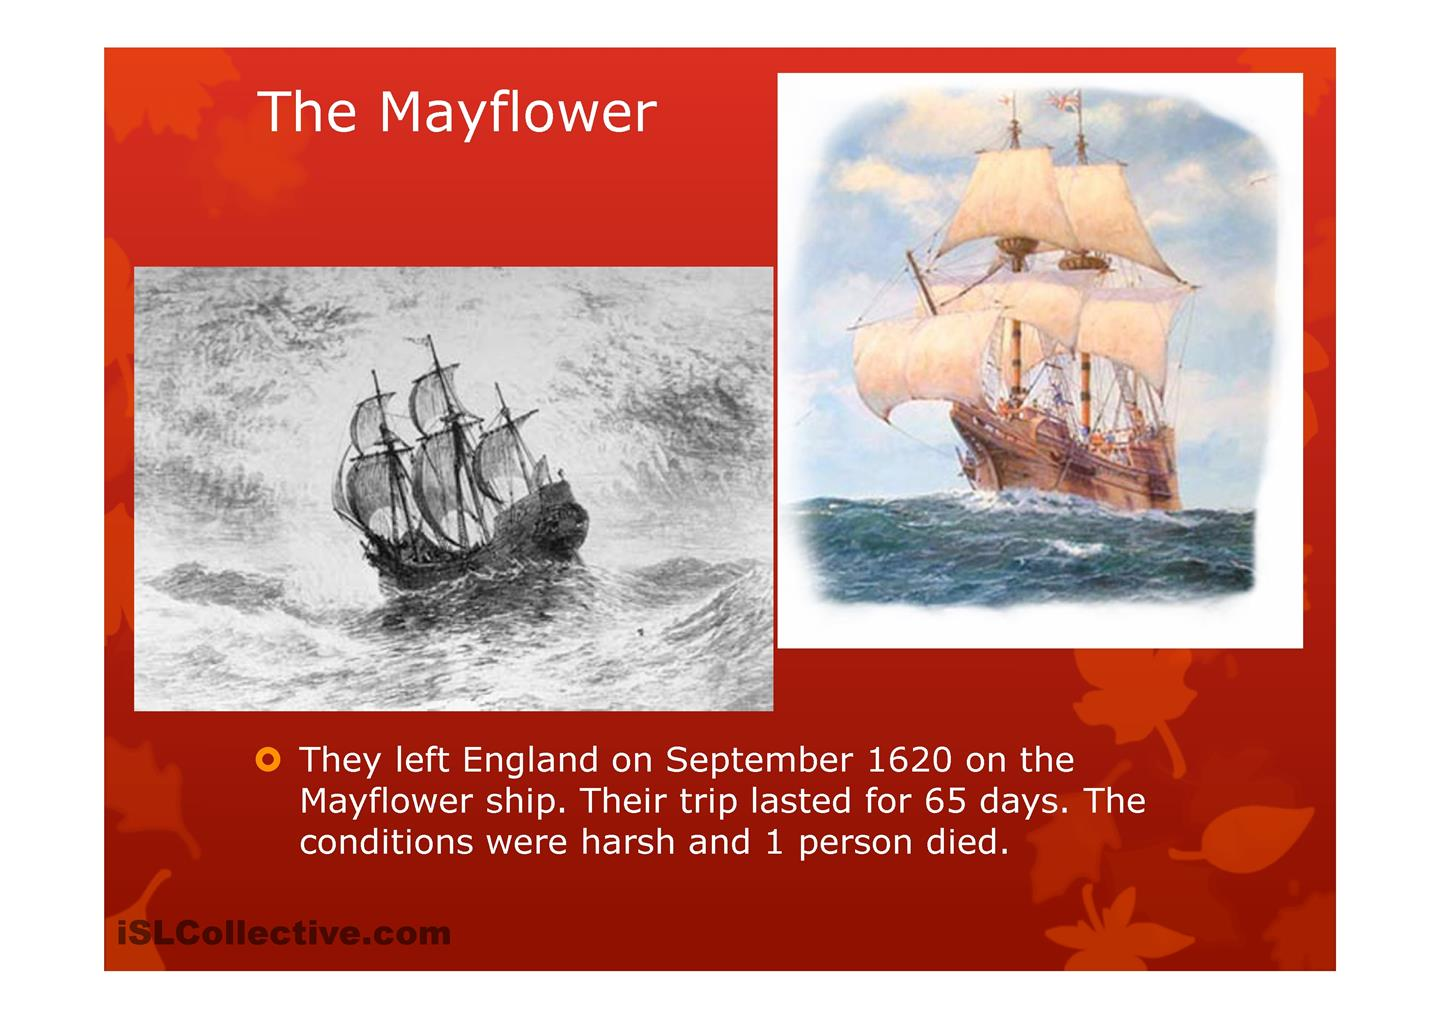 The Mayflower
They left England on September 1620 on the
Mayflower ship. Their trip lasted for 65 days. The
conditions were harsh and 1 person died.
iSLCollective.com